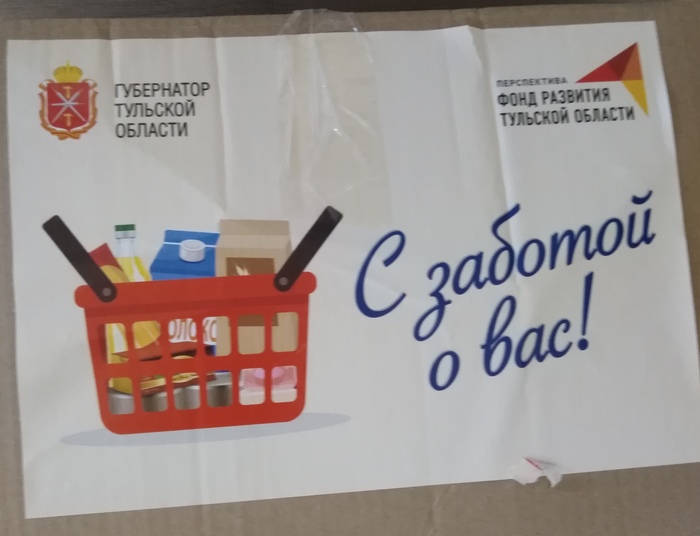 ГУБЕРНАТОР
ТУЛЬСКОЙ
ОБЛАСТИ
ПЕРСПЕКТИВА
ФОНД РАЗВИТИЯ
ТУЛЬСКОЙ ОБЛАСТИ
С заботой
о вас!